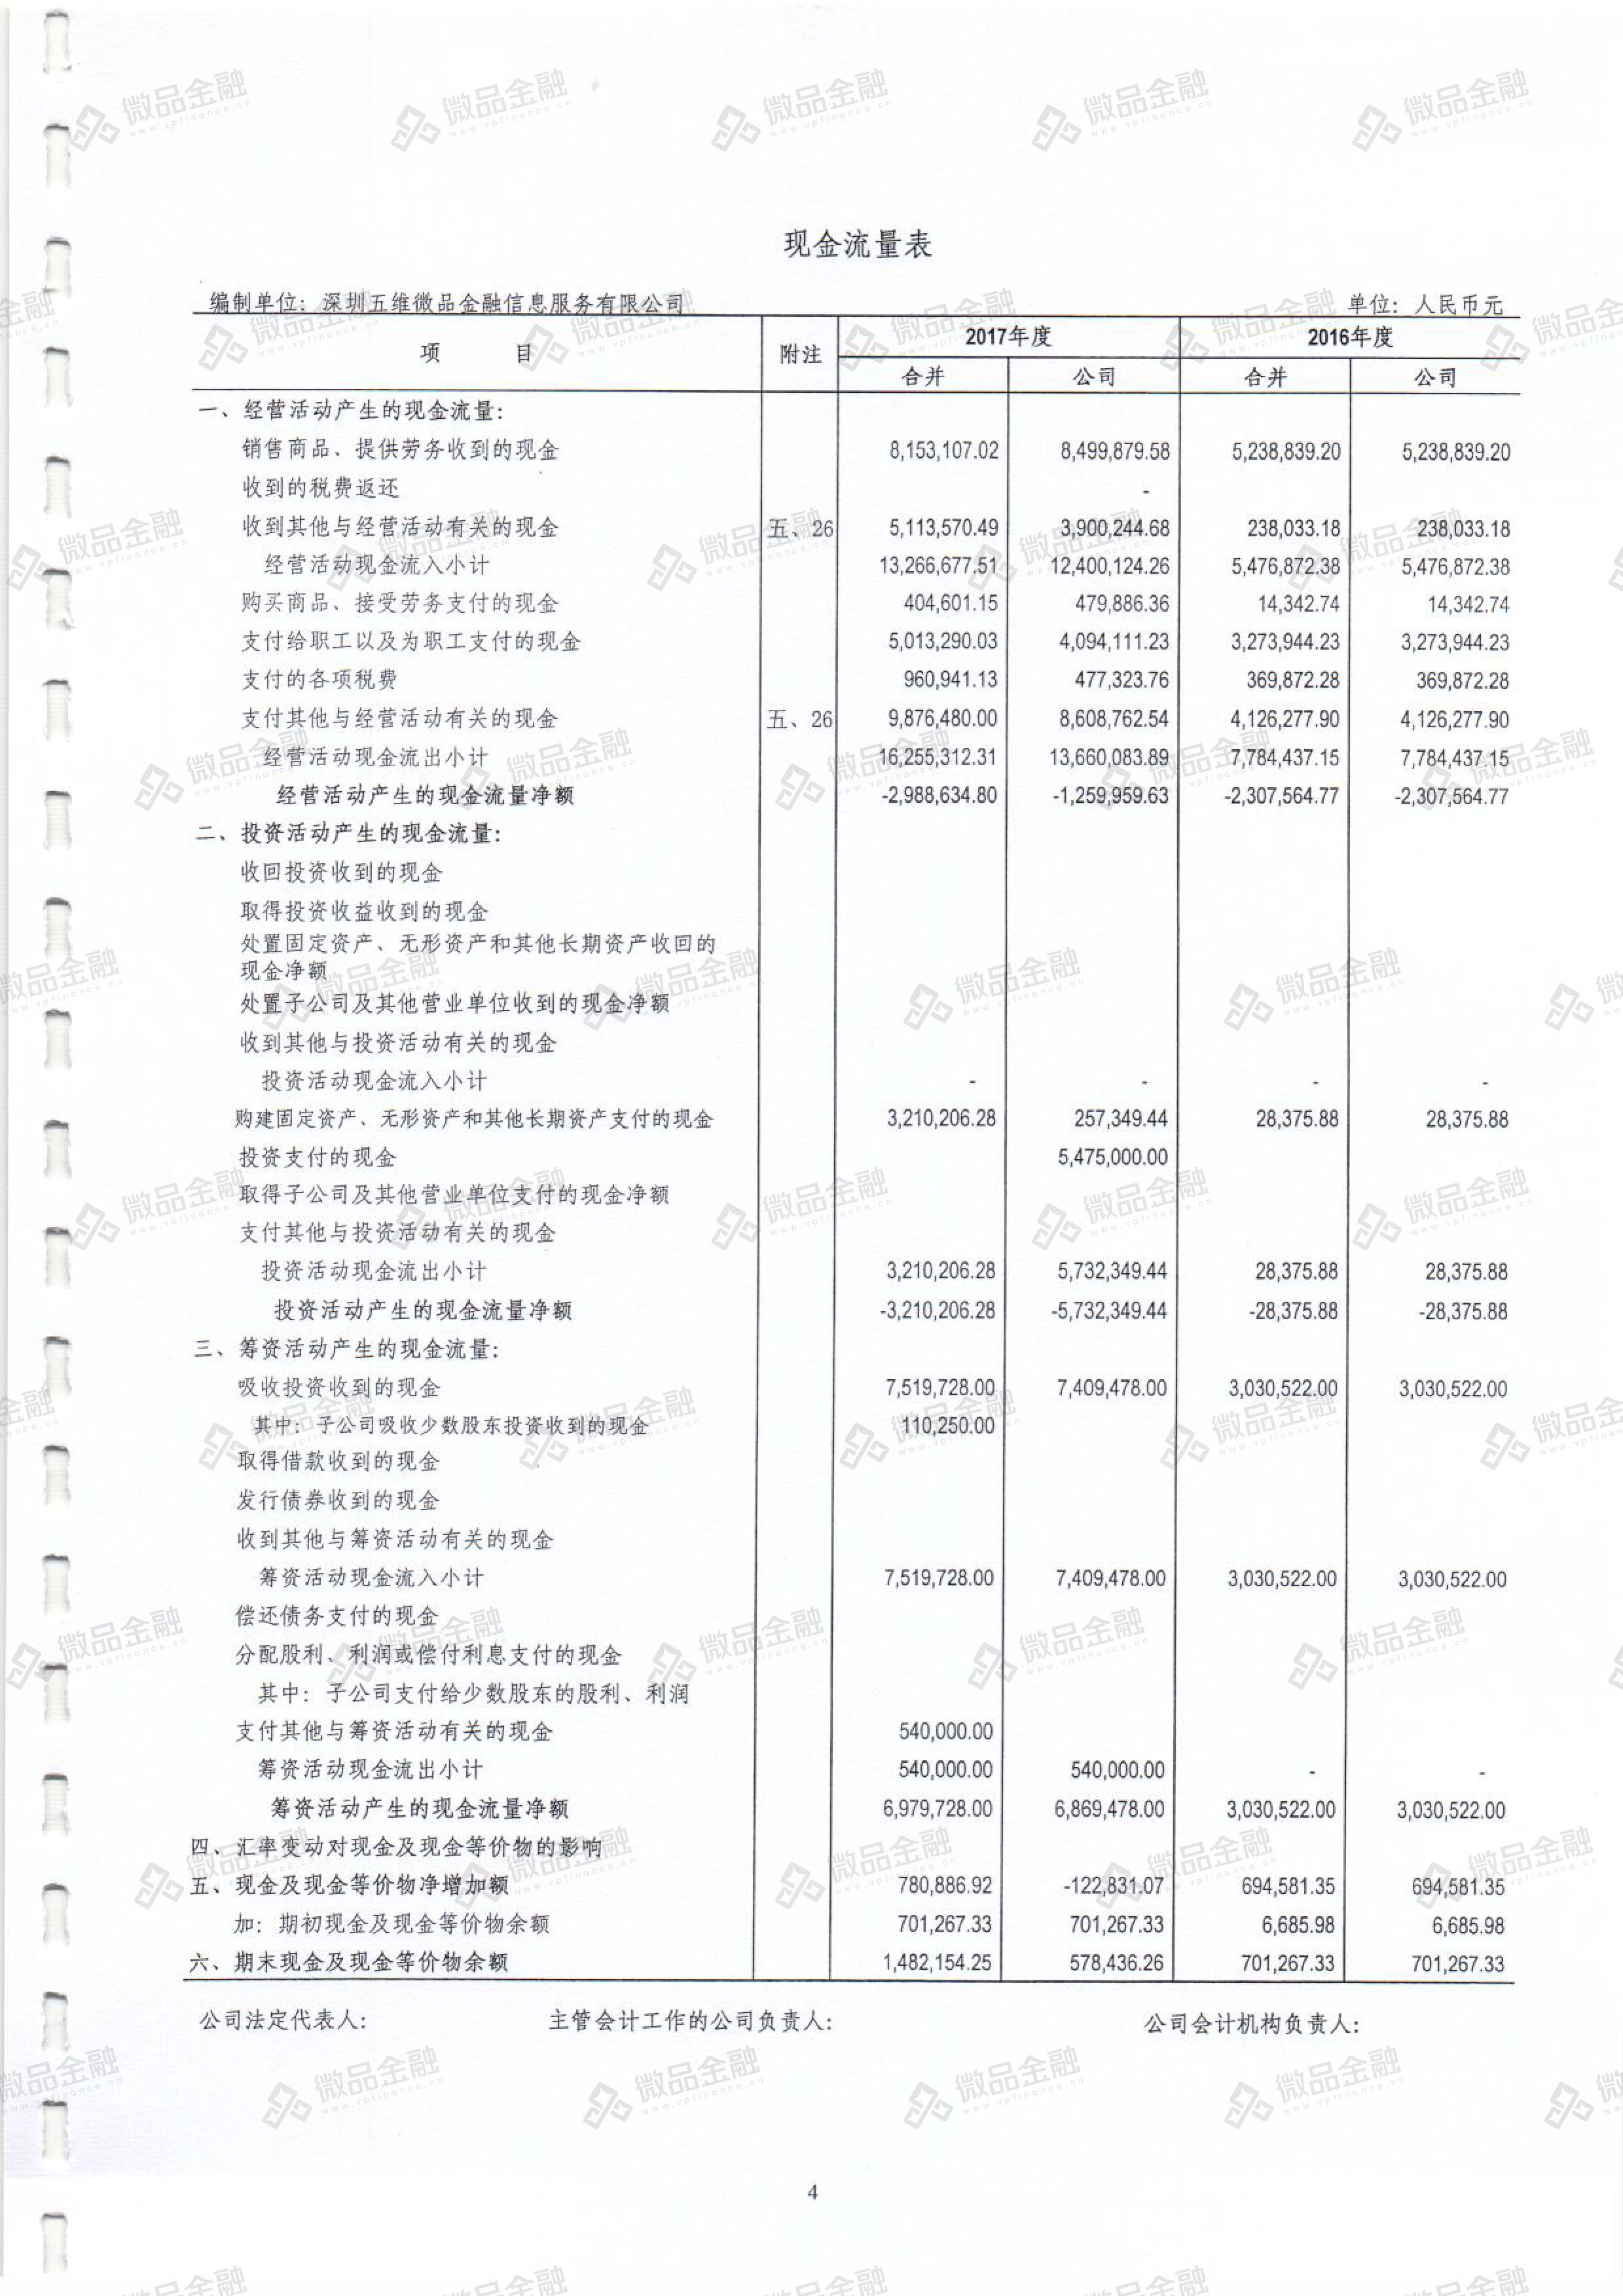 现金流量表
编制单位：深圳五维微品金融信息服务有限公司 单位：人民币元
项 目 附注 2017年度 2016年度
合并 公司 合并 公司
一、经营活动产生的现金流量：
销售商品、提供劳务收到的现金 8,153,107.02 8,499,879.58 5,238,839.20 5,238,839.20
收到的税费返还 -
收到其他与经营活动有关的现金 五、26 5,113,570.49 3,900,244.68 238,033.18 238,033.18
经营活动现金流入小计 13,266,677.51 12,400,124.26 5,476,872.38 5,476,872.38
购买商品、接受劳务支付的现金 404,601.15 479,886.36 14,342.74 14,342.74
支付给职工以及为职工支付的现金 5,013,290.03 4,094,111.23 3,273,944.23 3,273,944.23
支付的各项税费 960,941.13 477,323.76 369,872.28 369,872.28
支付其他与经营活动有关的现金 五、26 9,876,480.00 8,608,762.54 4,126,277.90 4,126,277.90
经营活动现金流出小计 16,255,312.31 13,660,083.89 7,784,437.15 7,784,437.15
经营活动产生的现金流量净额 -2,988,634.80 -1,259,959.63 -2,307,564.77 -2,307,564.77
二、投资活动产生的现金流量：
收回投资收到的现金
取得投资收益收到的现金
处置固定资产、无形资产和其他长期资产收回的
现金净额
处置子公司及其他营业单位收到的现金净额
收到其他与投资活动有关的现金
投资活动现金流入小计 - - - -
购建固定资产、无形资产和其他长期资产支付的现金 3,210,206.28 257,349.44 28,375.88 28,375.88
投资支付的现金 5,475,000.00
取得子公司及其他营业单位支付的现金净额
支付其他与投资活动有关的现金
投资活动现金流出小计 3,210,206.28 5,732,349.44 28,375.88 28,375.88
投资活动产生的现金流量净额 -3,210,206.28 -5,732,349.44 -28,375.88 -28,375.88
三、筹资活动产生的现金流量：
吸收投资收到的现金 7,519,728.00 7,409,478.00 3,030,522.00 3,030,522.00
其中：子公司吸收少数股东投资收到的现金 110,250.00
取得借款收到的现金
发行债券收到的现金
收到其他与筹资活动有关的现金
筹资活动现金流入小计 7,519,728.00 7,409,478.00 3,030,522.00 3,030,522.00
偿还债务支付的现金
分配股利、利润或偿付利息支付的现金
其中：子公司支付给少数股东的股利、利润
支付其他与筹资活动有关的现金 540,000.00
筹资活动现金流出小计 540,000.00 540,000.00 - -
筹资活动产生的现金流量净额 6,979,728.00 6,869,478.00 3,030,522.00 3,030,522.00
四、汇率变动对现金及现金等价物的影响
五、现金及现金等价物净增加额 780,886.92 -122,831.07 694,581.35 694,581.35
加：期初现金及现金等价物余额 701,267.33 701,267.33 6,685.98 6,685.98
六、期末现金及现金等价物余额 1,482,154.25 578,436.26 701,267.33 701,267.33
公司法定代表人： 主管会计工作的公司负责人： 公司会计机构负责人：
4
微品金融
www.vpfinance.cn